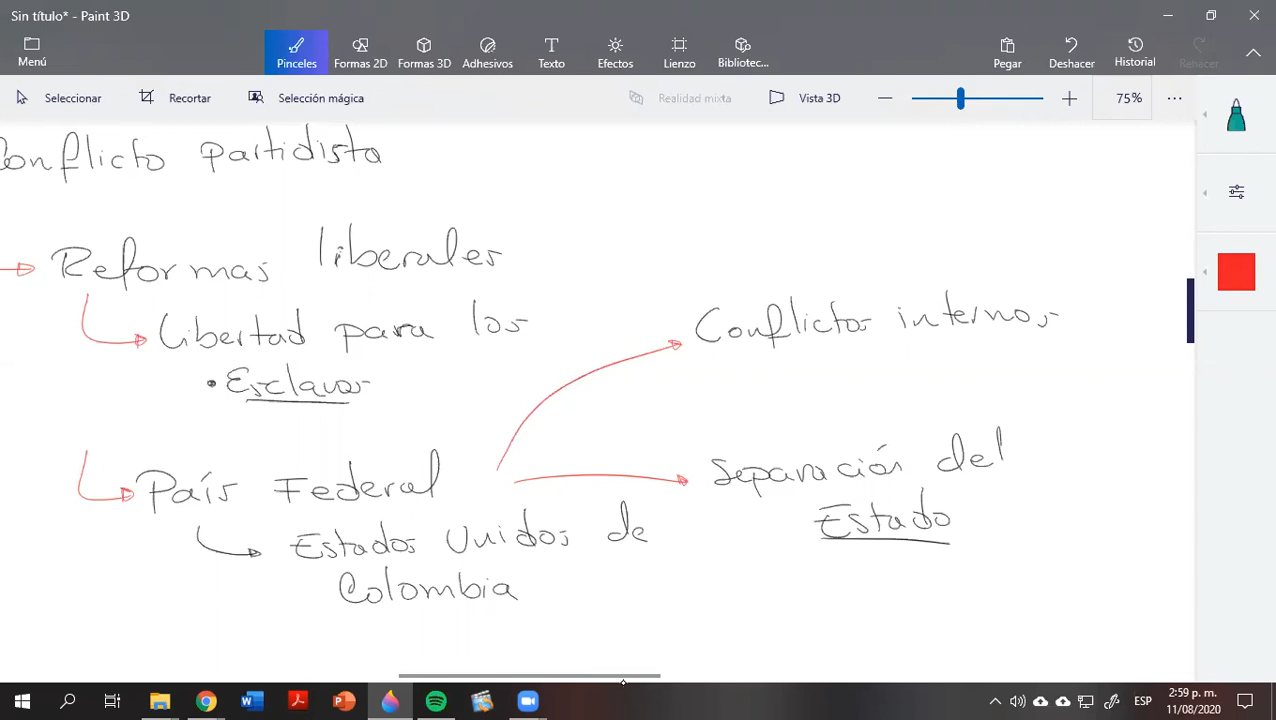 Sin título* - Paint 3D
Menú
Pinceles
Formas 2D
Formas 3D
Adhesivos
Texto
Efectos
Lienzo
Bibliotec...
Pegar
Deshacer
Historial
Rehacer
Seleccionar
Recortar
Selección mágica
Realidad mixta
Vista 3D
75%
Conflicto partidista
Reformas liberales
Libertad para los
• Esclavos
País Federal
Estados Unidos de
Colombia
Conflictos internos
Separación del
Estado
ESP
2:59 p. m.
11/08/2020